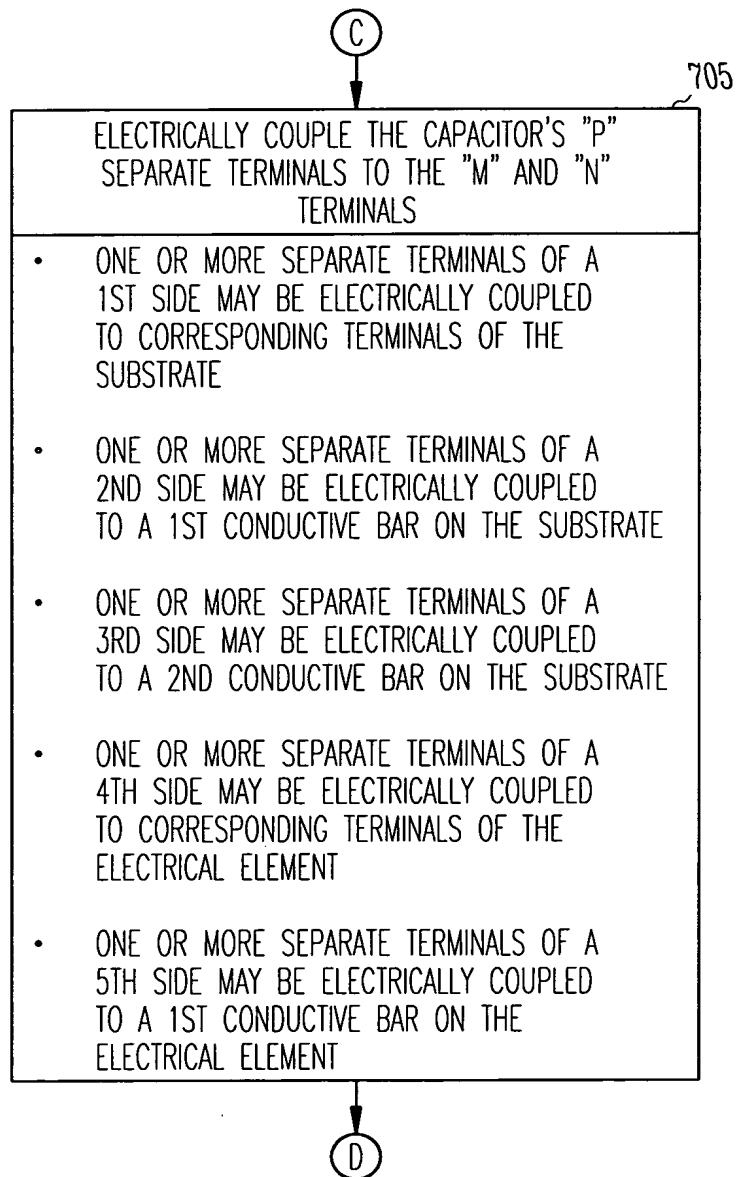 C
705
ELECTRICALLY COUPLE THE CAPACITOR'S "P"
SEPARATE TERMINALS TO THE "M" AND "N"
TERMINALS
• ONE OR MORE SEPARATE TERMINALS OF A
1ST SIDE MAY BE ELECTRICALLY COUPLED
TO CORRESPONDING TERMINALS OF THE
SUBSTRATE
• ONE OR MORE SEPARATE TERMINALS OF A
2ND SIDE MAY BE ELECTRICALLY COUPLED
TO A 1ST CONDUCTIVE BAR ON THE SUBSTRATE
• ONE OR MORE SEPARATE TERMINALS OF A
3RD SIDE MAY BE ELECTRICALLY COUPLED
TO A 2ND CONDUCTIVE BAR ON THE SUBSTRATE
• ONE OR MORE SEPARATE TERMINALS OF A
4TH SIDE MAY BE ELECTRICALLY COUPLED
TO CORRESPONDING TERMINALS OF THE
ELECTRICAL ELEMENT
• ONE OR MORE SEPARATE TERMINALS OF A
5TH SIDE MAY BE ELECTRICALLY COUPLED
TO A 1ST CONDUCTIVE BAR ON THE
ELECTRICAL ELEMENT
D